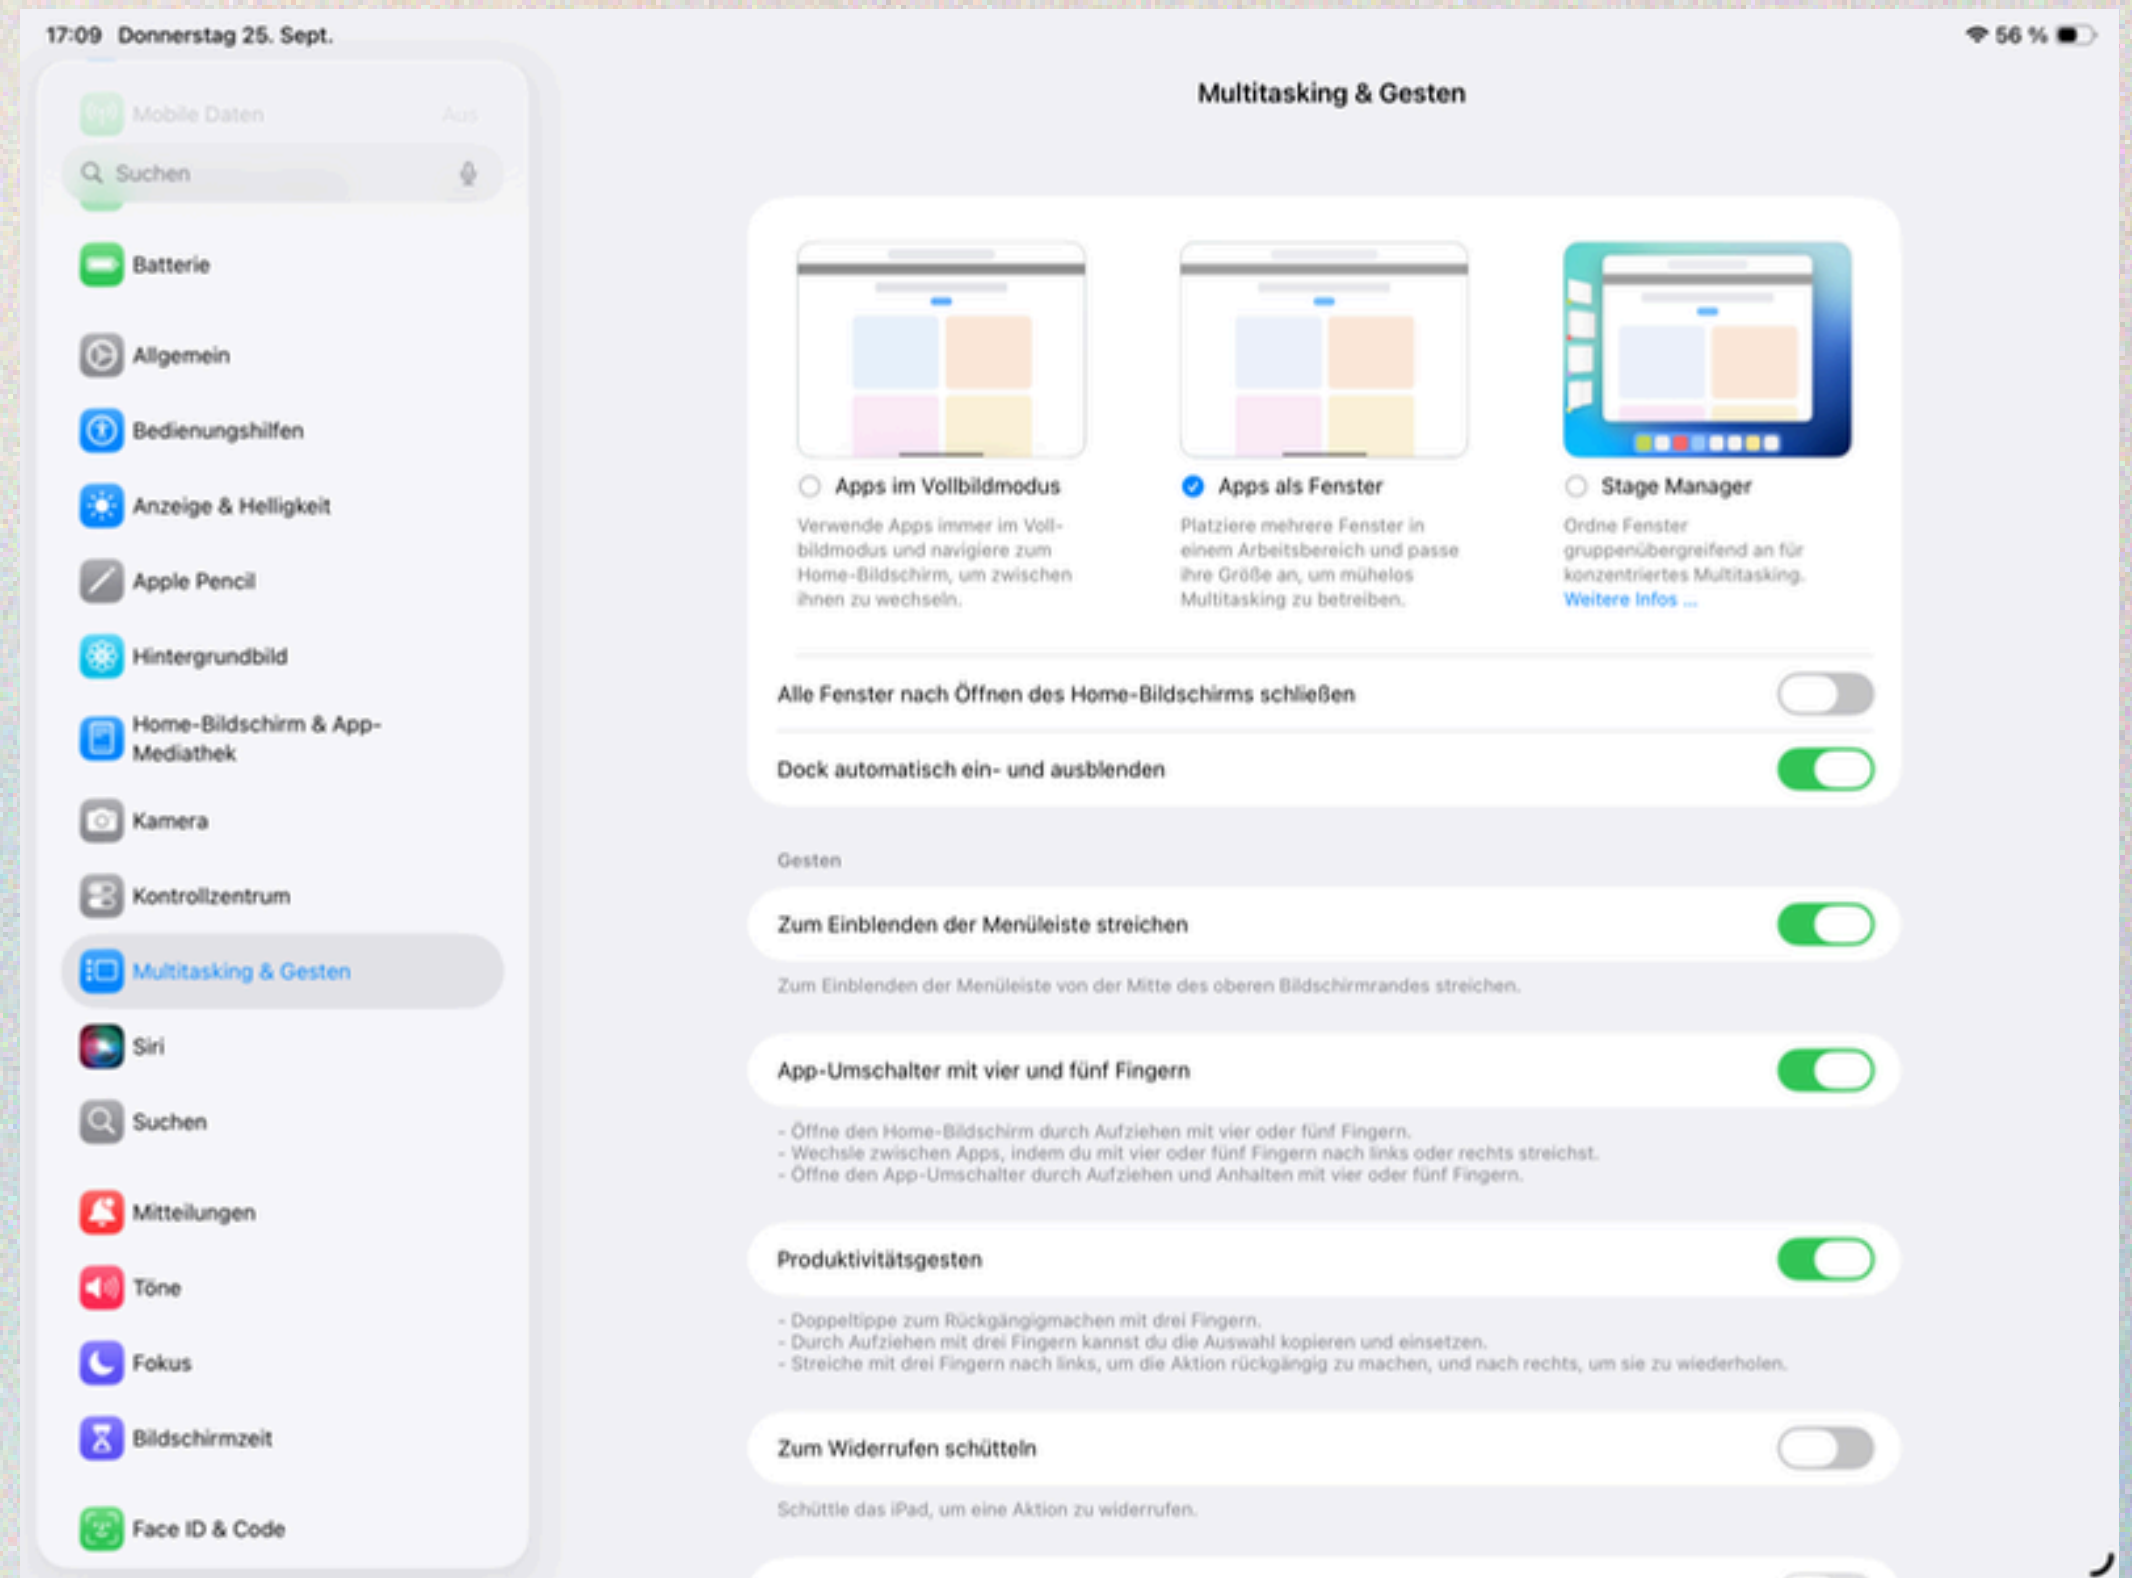 17:09 Donnerstag 25. Sept.
56 %
Mobile Daten Aus
Suchen
Batterie
Allgemein
Bedienungshilfen
Anzeige & Helligkeit
Apple Pencil
Hintergrundbild
Home-Bildschirm & App-
Mediathek
Kamera
Kontrollzentrum
Multitasking & Gesten
Siri
Suchen
Mitteilungen
Töne
Fokus
Bildschirmzeit
Face ID & Code
Multitasking & Gesten
Apps im Vollbildmodus
Verwende Apps immer im Voll-
bildmodus und navigiere zum
Home-Bildschirm, um zwischen
ihnen zu wechseln.
Apps als Fenster
Platziere mehrere Fenster in
einem Arbeitsbereich und passe
ihre Größe an, um mühelos
Multitasking zu betreiben.
Stage Manager
Ordne Fenster
gruppenübergreifend an für
konzentriertes Multitasking.
Weitere Infos ...
Alle Fenster nach Öffnen des Home-Bildschirms schließen
Dock automatisch ein- und ausblenden
Gesten
Zum Einblenden der Menüleiste streichen
Zum Einblenden der Menüleiste von der Mitte des oberen Bildschirmrandes streichen.
App-Umschalter mit vier und fünf Fingern
- Öffne den Home-Bildschirm durch Aufziehen mit vier oder fünf Fingern.
- Wechsle zwischen Apps, indem du mit vier oder fünf Fingern nach links oder rechts streichst.
- Öffne den App-Umschalter durch Aufziehen und Anhalten mit vier oder fünf Fingern.
Produktivitätsgesten
- Doppeltippe zum Rückgängigmachen mit drei Fingern.
- Durch Aufziehen mit drei Fingern kannst du die Auswahl kopieren und einsetzen.
- Streiche mit drei Fingern nach links, um die Aktion rückgängig zu machen, und nach rechts, um sie zu wiederholen.
Zum Widerrufen schütteln
Schüttle das iPad, um eine Aktion zu widerrufen.